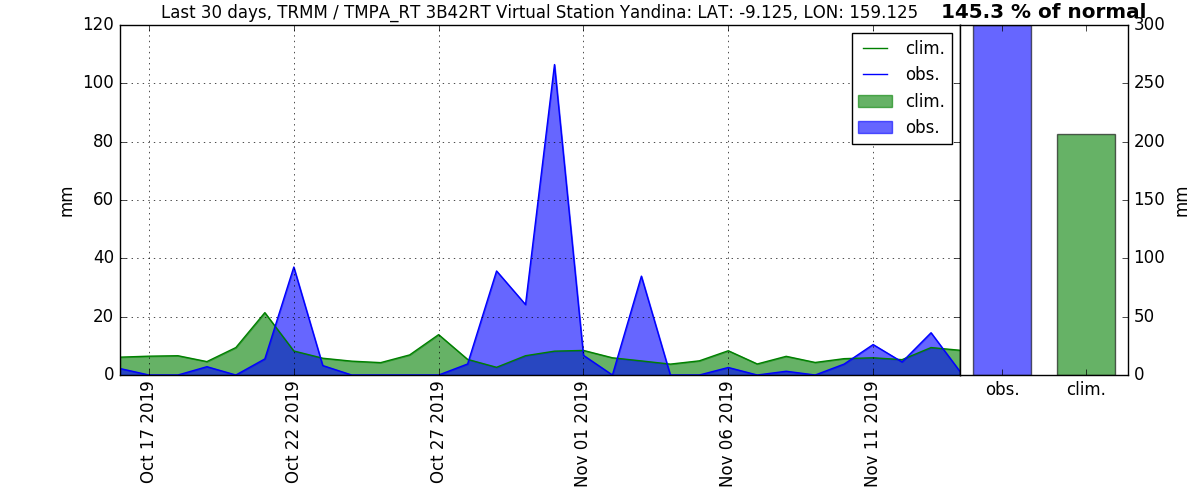 Last 30 days, TRMM / TMPA_RT 3B42RT Virtual Station Yandina: LAT: -9.125, LON: 159.125
145.3 % of normal
120
100
80
60
40
20
0
mm
clim.
obs.
clim.
obs.
300
250
200
150
100
50
0
mm
Oct 17 2019
Oct 22 2019
Oct 27 2019
Nov 01 2019
Nov 06 2019
Nov 11 2019
obs.
clim.